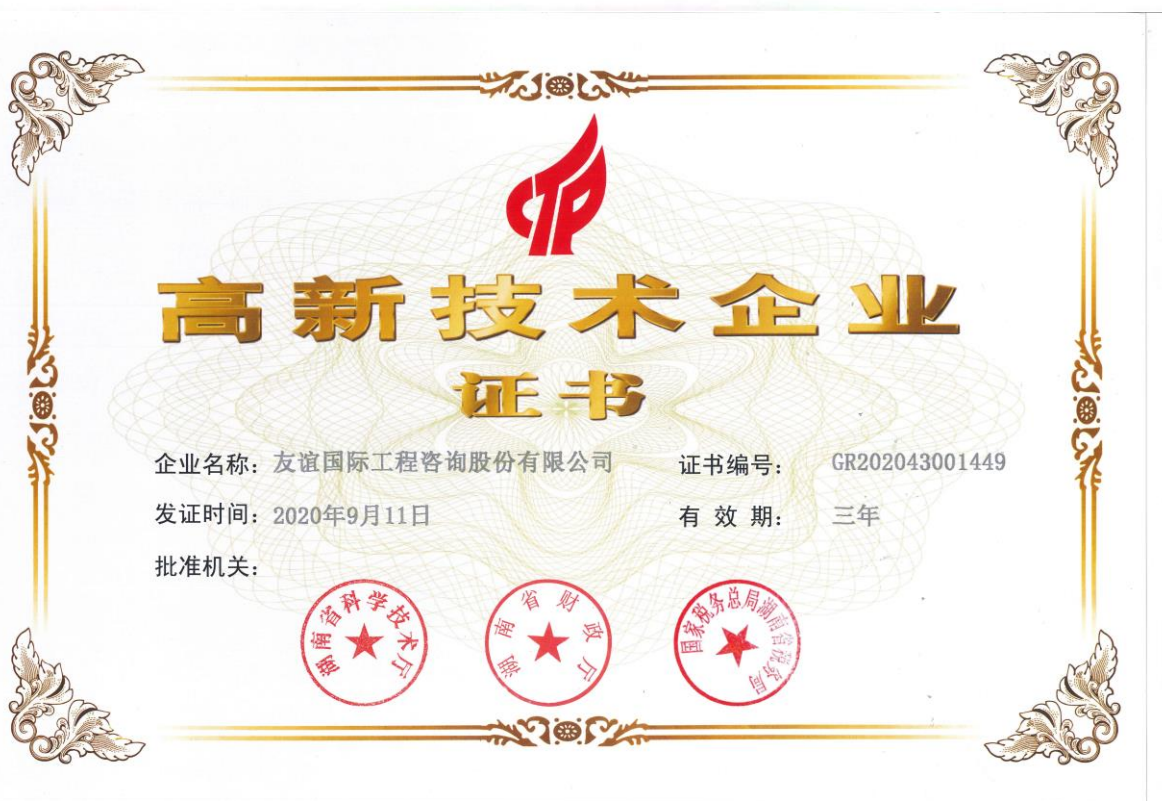 CTP
高新技术企业
证书
企业名称：友谊国际工程咨询股份有限公司 证书编号： GR202043001449
发证时间：2020年9月11日 有 效 期： 三年
批准机关：
湖南省科学技术厅
湖南省财政厅
国家税务总局湖南省税务局